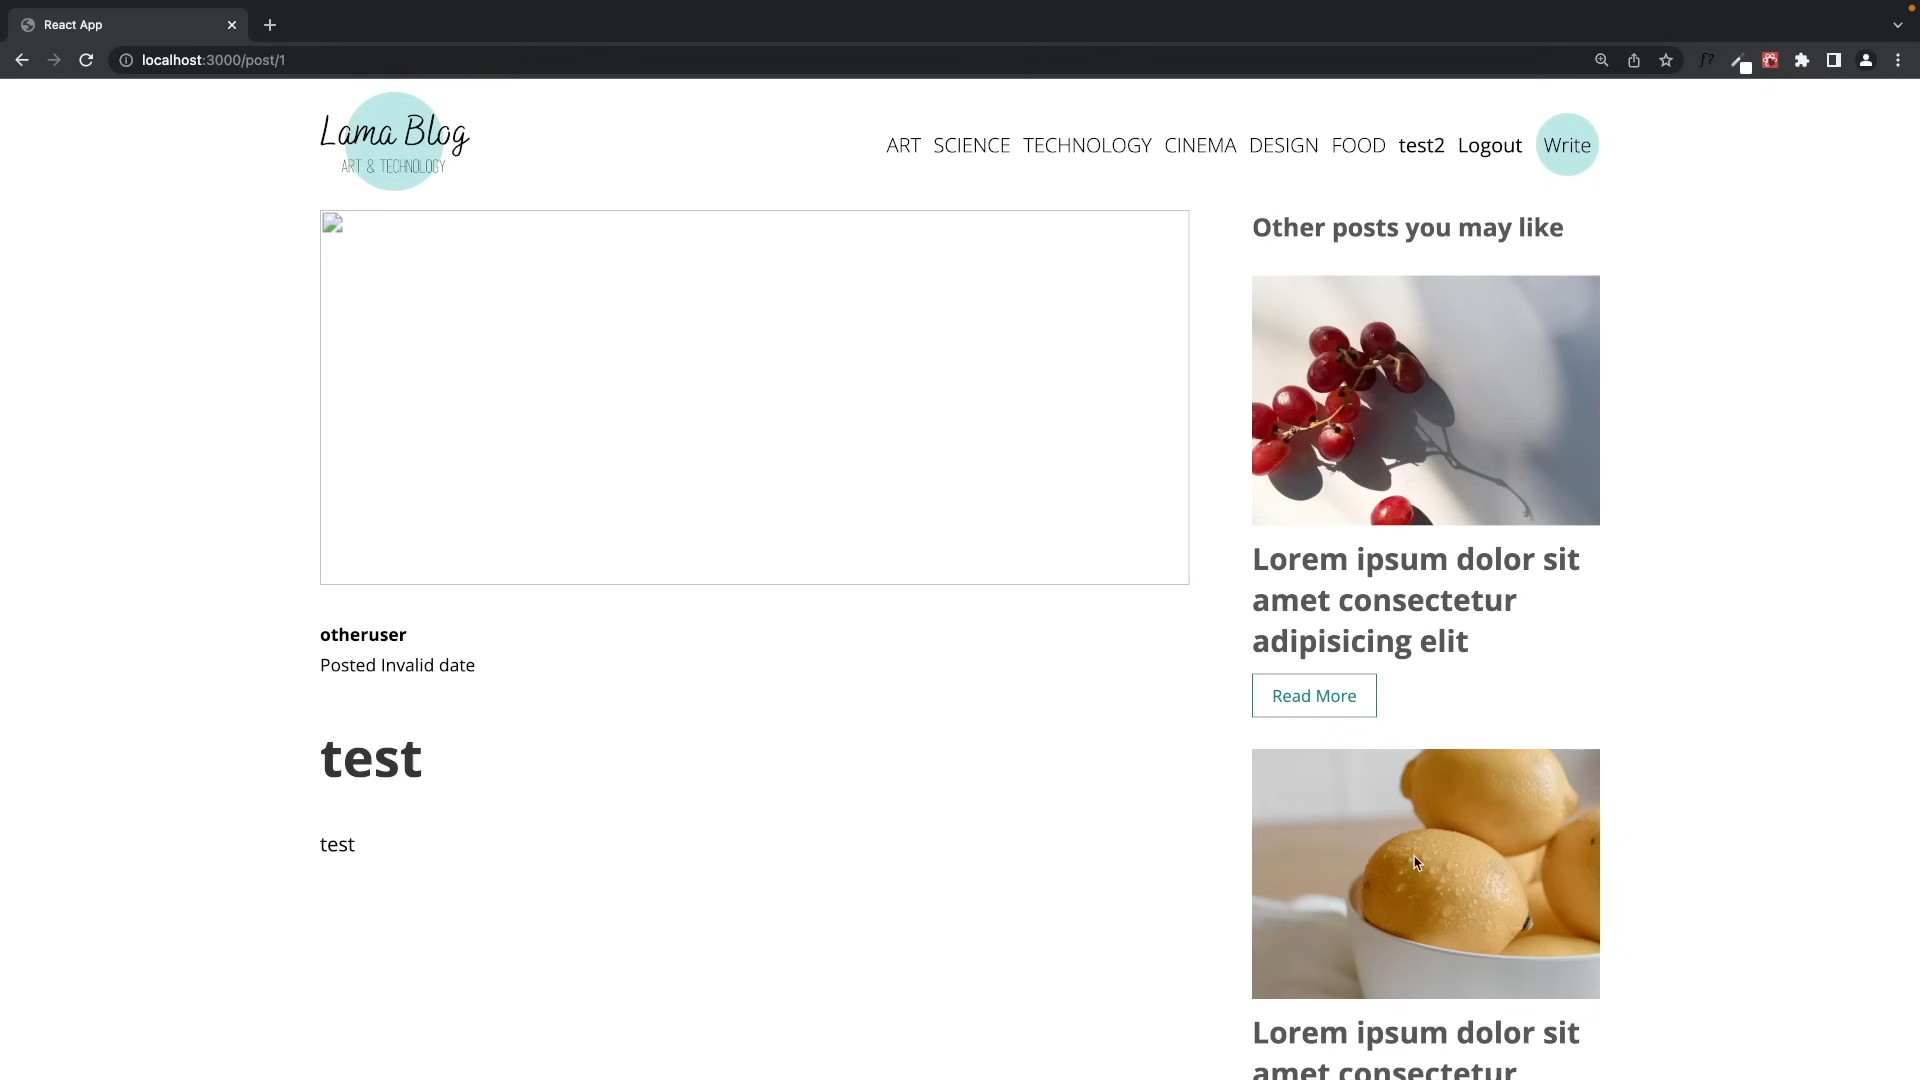 React App
localhost:3000/post/1
f?
Lama Blog
ART & TECHNOLOGY
ART SCIENCE TECHNOLOGY CINEMA DESIGN FOOD test2 Logout Write
otheruser
Posted Invalid date
test
test
Other posts you may like
Lorem ipsum dolor sit
amet consectetur
adipisicing elit
Read More
Lorem ipsum dolor sit
amet consectetur